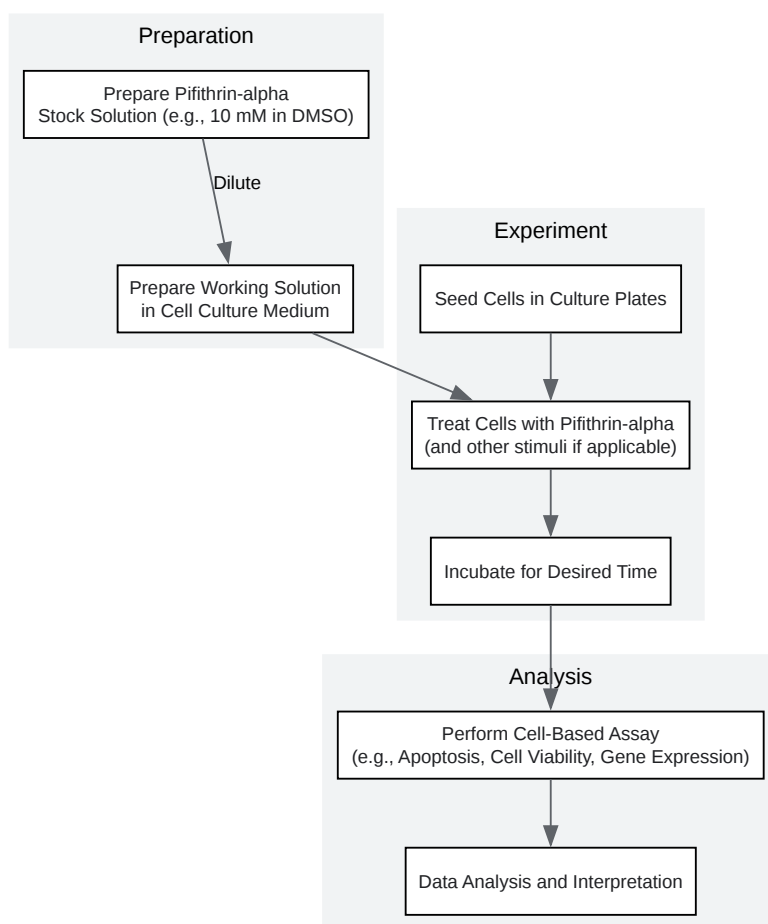 Preparation
Prepare Pifithrin-alpha
Stock Solution (e.g., 10 mM in DMSO)
Dilute
Prepare Working Solution
in Cell Culture Medium
Experiment
Seed Cells in Culture Plates
Treat Cells with Pifithrin-alpha
(and other stimuli if applicable)
Incubate for Desired Time
Analysis
Perform Cell-Based Assay
(e.g., Apoptosis, Cell Viability, Gene Expression)
Data Analysis and Interpretation